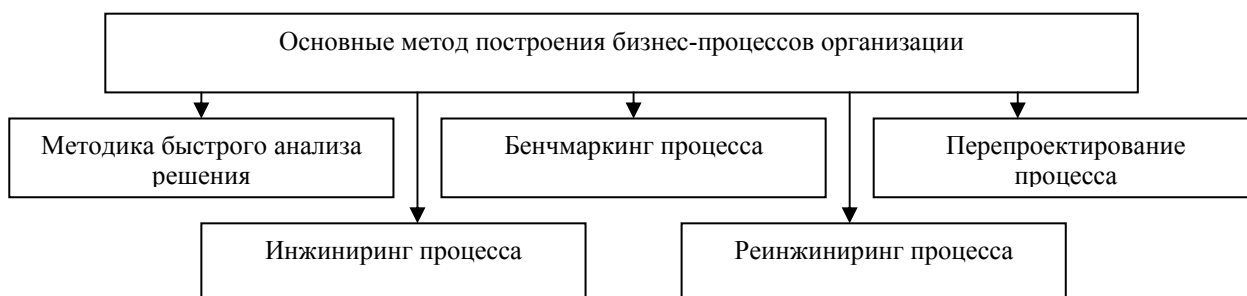 Основные метод построения бизнес-процессов организации
Методика быстрого анализа
решения
Бенчмаркинг процесса
Перепроектирование
процесса
Инжиниринг процесса
Реинжиниринг процесса